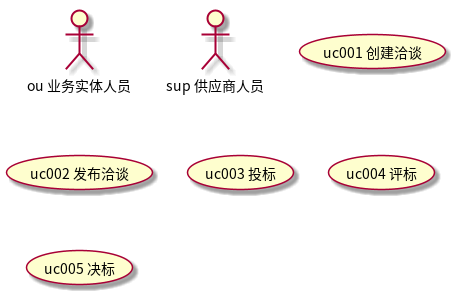 ou 业务实体人员
sup 供应商人员
uc001 创建洽谈
uc002 发布洽谈
uc003 投标
uc004 评标
uc005 决标